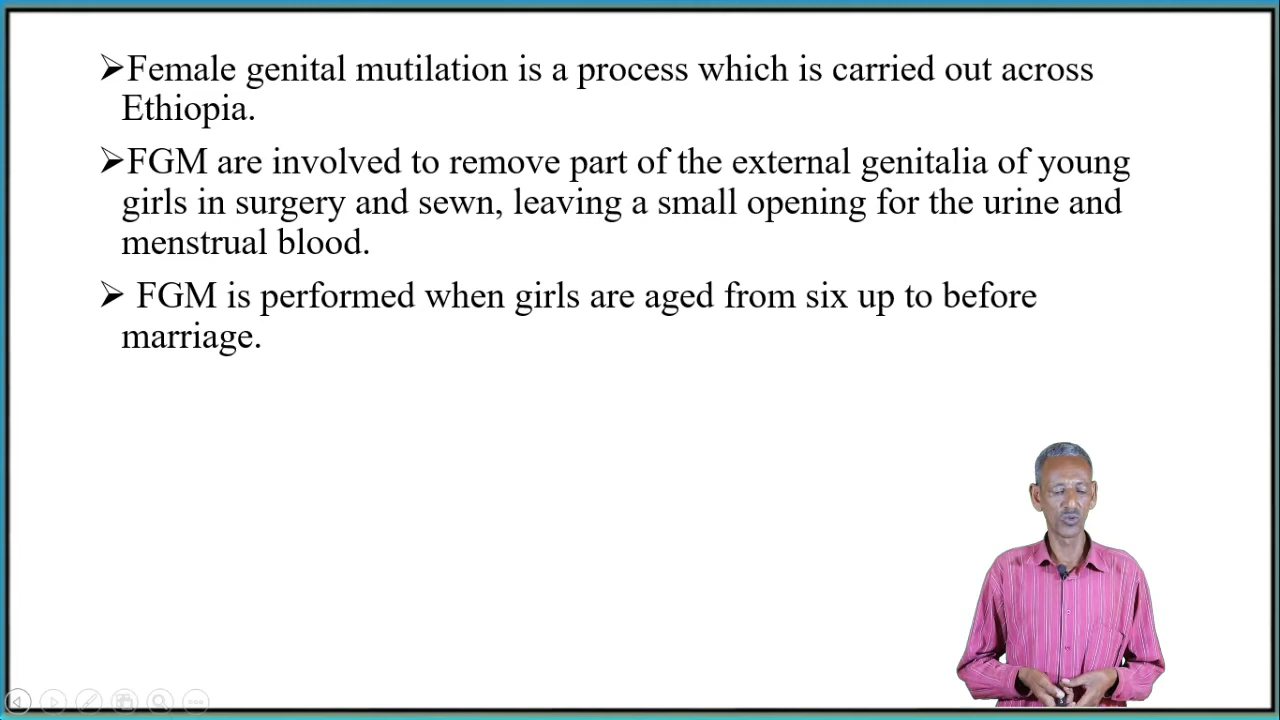 ➢Female genital mutilation is a process which is carried out across
Ethiopia.
➢FGM are involved to remove part of the external genitalia of young
girls in surgery and sewn, leaving a small opening for the urine and
menstrual blood.
➢ FGM is performed when girls are aged from six up to before
marriage.